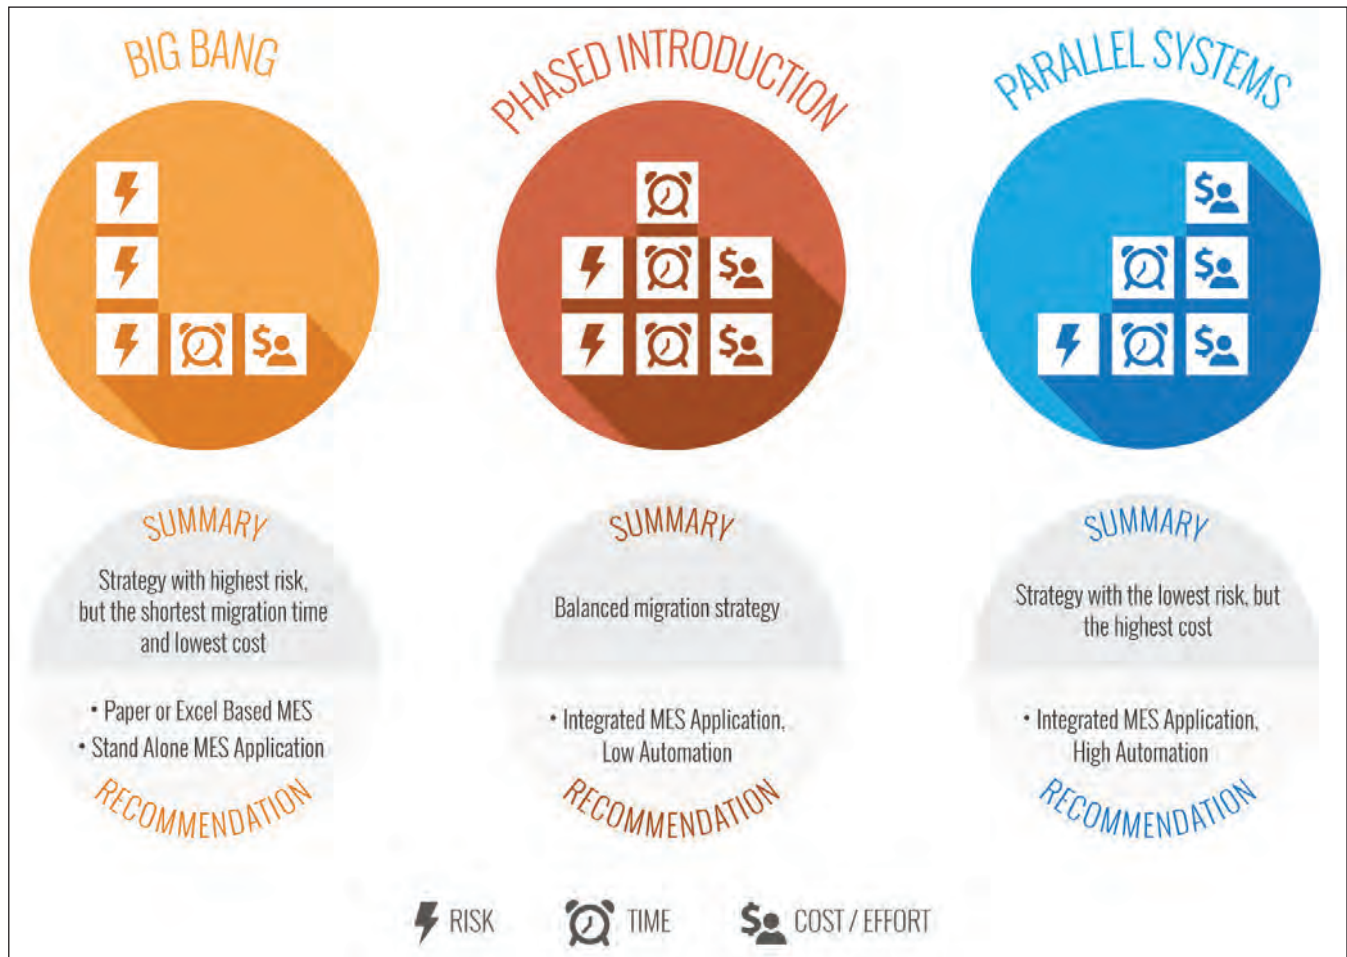 BIG BANG
SUMMARY
Strategy with highest risk,
but the shortest migration time
and lowest cost
• Paper or Excel Based MES
• Stand Alone MES Application
RECOMMENDATION
PHASED INTRODUCTION
SUMMARY
Balanced migration strategy
• Integrated MES Application,
Low Automation
RECOMMENDATION
PARALLEL SYSTEMS
SUMMARY
Strategy with the lowest risk, but
the highest cost
• Integrated MES Application,
High Automation
RECOMMENDATION
RISK
TIME
COST / EFFORT